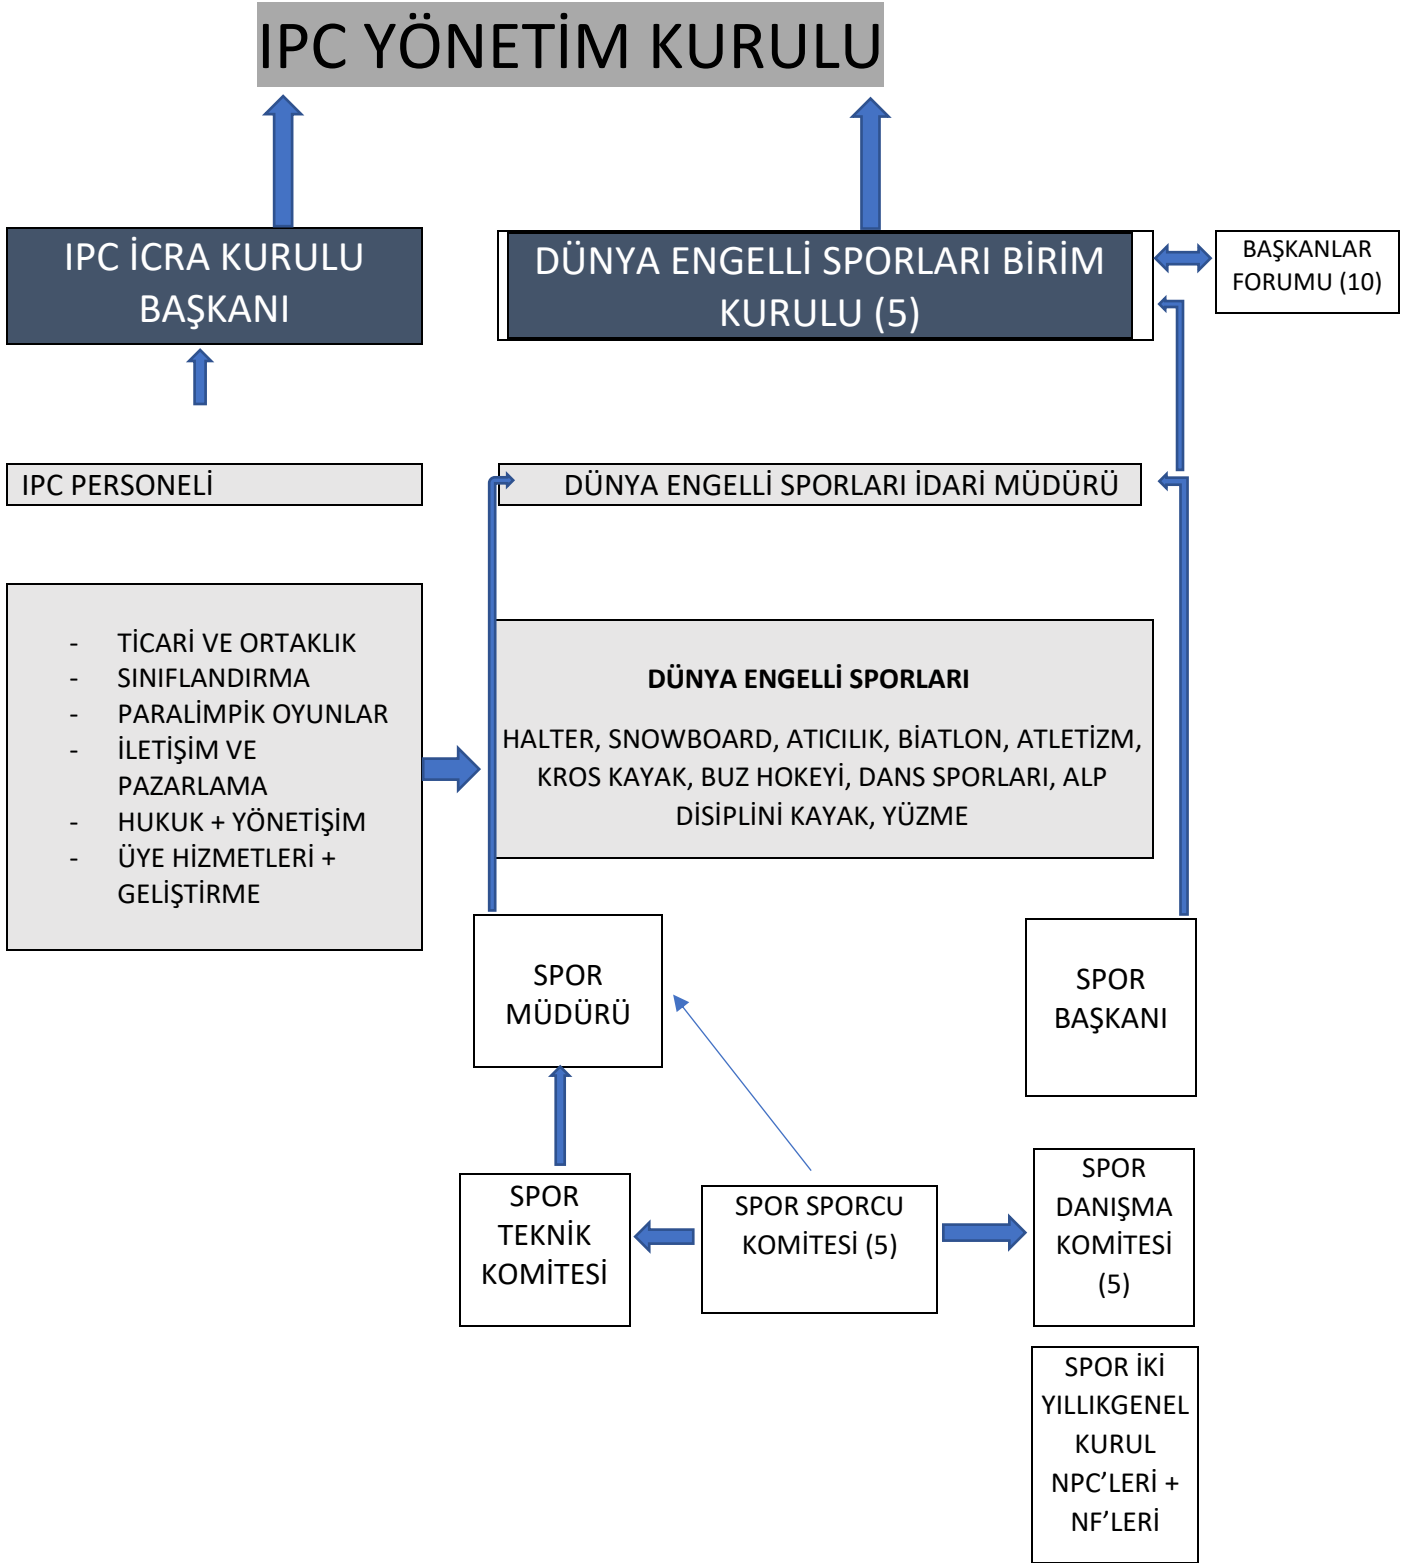 IPC YÖNETİM KURULU
IPC İCRA KURULU
BAŞKANI
DÜNYA ENGELLİ SPORLARI BİRİM
KURULU (5)
BAŞKANLAR
FORUMU (10)
IPC PERSONELİ
DÜNYA ENGELLİ SPORLARI İDARİ MÜDÜRÜ
- TİCARİ VE ORTAKLIK
- SINIFLANDIRMA
- PARALİMPİK OYUNLAR
- İLETİŞİM VE
PAZARLAMA
- HUKUK + YÖNETİŞİM
- ÜYE HİZMETLERİ +
GELİŞTİRME
DÜNYA ENGELLİ SPORLARI
HALTER, SNOWBOARD, ATICILIK, BİATLON, ATLETİZM,
KROS KAYAK, BUZ HOKEYİ, DANS SPORLARI, ALP
DİSİPLİNİ KAYAK, YÜZME
SPOR
MÜDÜRÜ
SPOR
BAŞKANI
SPOR
TEKNİK
KOMİTESİ
SPOR SPORCU
KOMİTESİ (5)
SPOR
DANIŞMA
KOMİTESİ
(5)
SPOR İKİ
YILLIKGENEL
KURUL
NPC’LERİ +
NF’LERİ